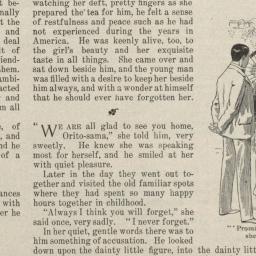 watching her deft, pretty fingers as she
prepared the tea for him, he felt a sense
of restfulness and peace such as he had
not experienced during the years in
America. He was keenly alive, too, to
the girl's beauty and her exquisite
taste in all things. She came over and
sat down beside him, and the young man
was filled with a desire to keep her beside
him always, and with a wonder at himself
that he should ever have forgotten her.
"WE ARE all glad to see you home,
Orito-sama," she told him, very
sweetly. He knew she was speaking
most for herself, and he smiled at her
with quiet pleasure.
Later in the day they went out to-
gether and visited the old familiar spots
where they had spent so many happy
hours together in childhood.
"Always I think you will forget," she
said once, very sadly. "I never forget."
In her quiet, gentle words there was to
him something of accusation. He looked
down upon the dainty little figure, into the dainty little